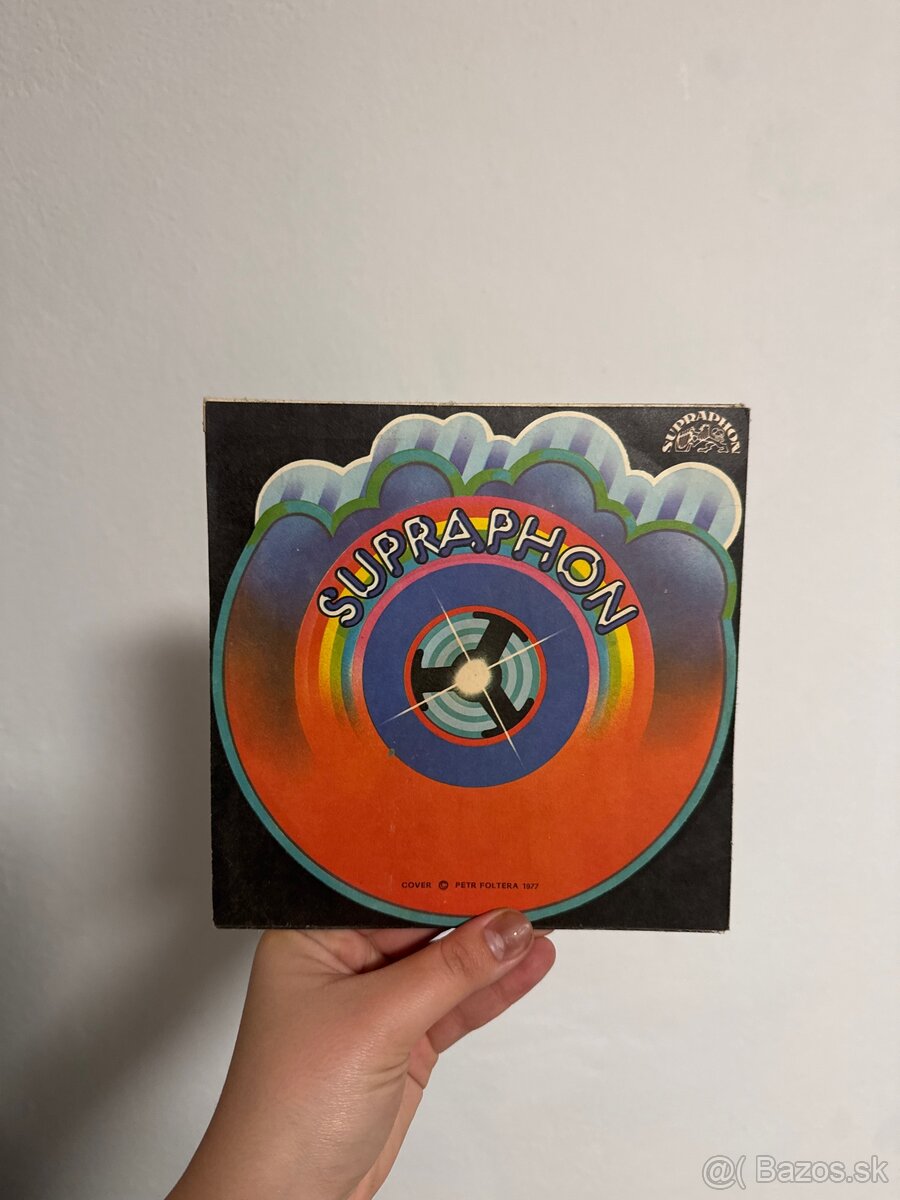 SUPRAPHON
SUPRAPHON
COVER © PETR FOLTERA 1977
@( Bazos.sk